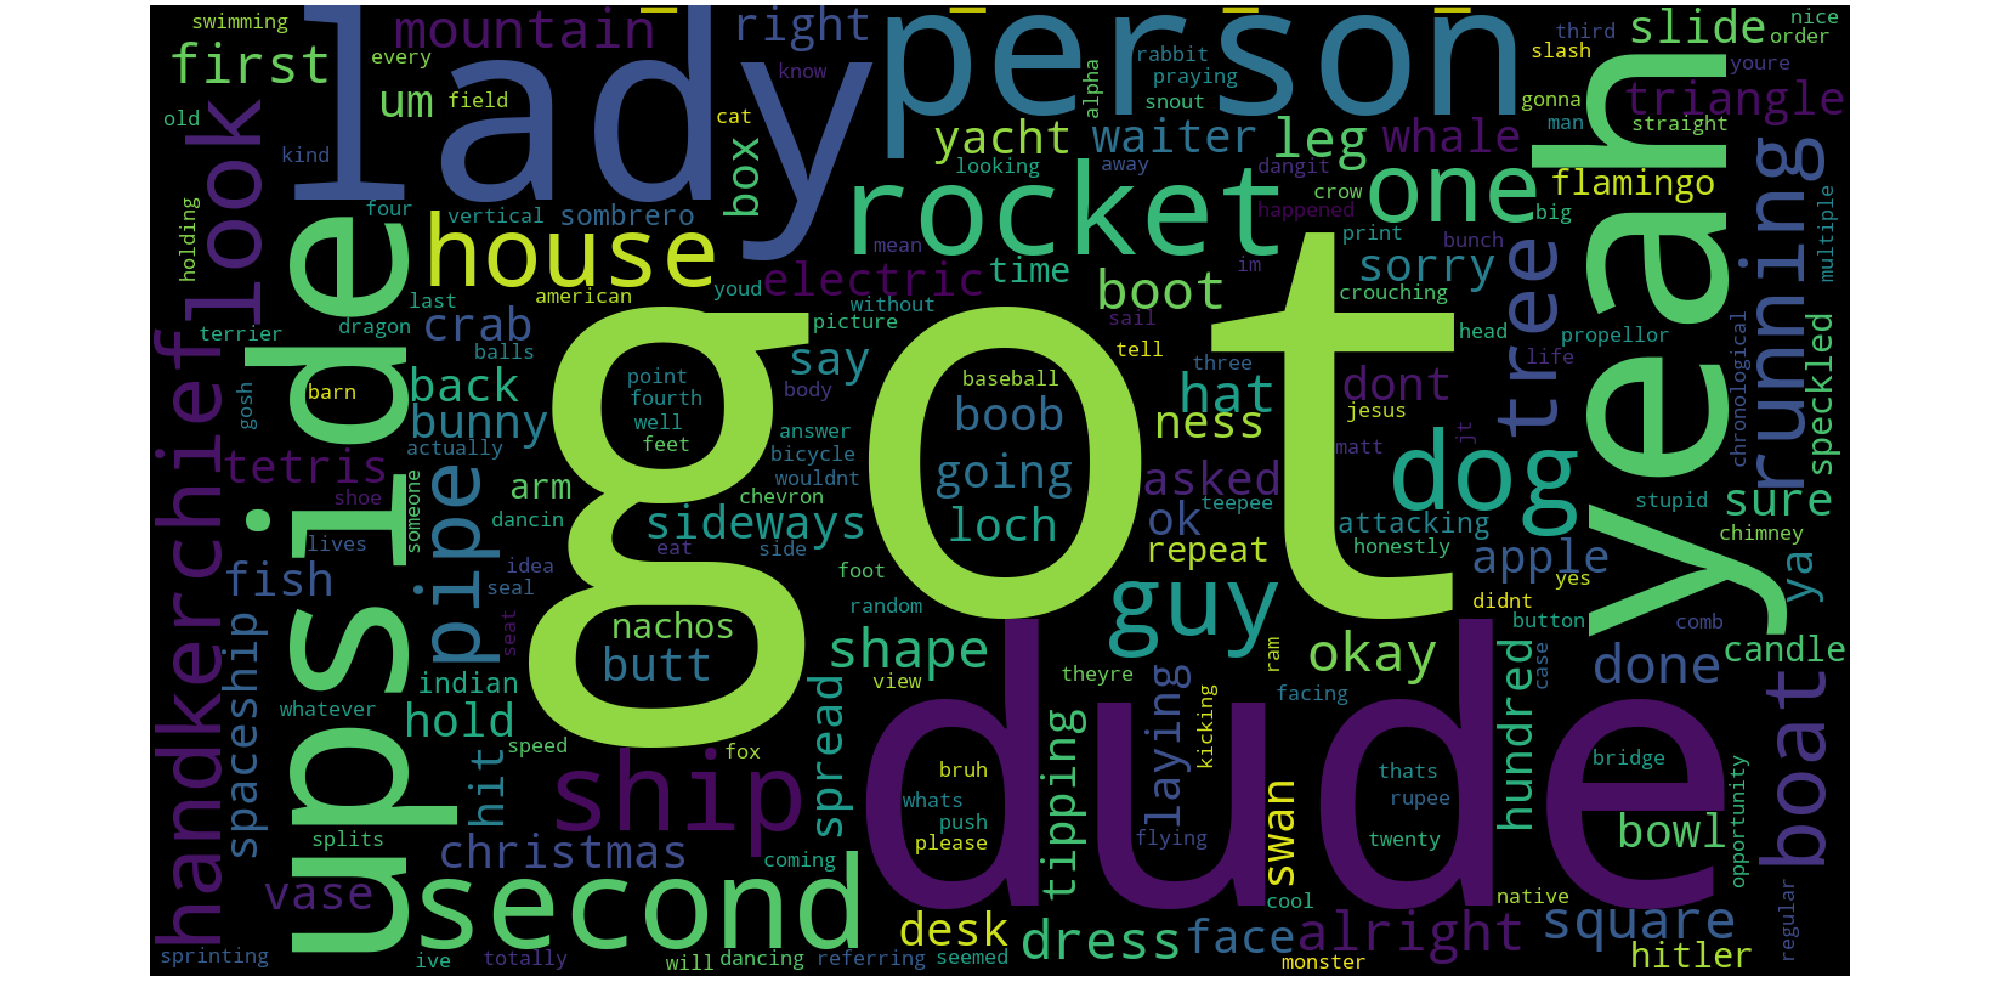 swimming
mountain
lady
right
person
slide
nice
first
every
um
field
know
cat
rabbit
praying
snout
alpha
third
slash
order
youre
gonna
triangle
old
kind
box
yacht
waiter
leg
whale
man
straight
yeah
look
handkerchief
holding
four
vertical
sombrero
looking
away
dangit
crow
happened
rocket
one
flamingo
big
running
multiple
upside
house
mean
electric
time
im
print
bunch
tree
sorry
american
youd
without
boot
crouching
last
terrier
dragon
crab
picture
sail
tell
head
propellor
speckled
chronological
balls
say
three
life
barn
gosh
back
point
body
baseball
hat
dont
got
bunny
fourth
well
feet
boob
ness
jesus
jt
matt
actually
answer
bicycle
wouldnt
dog
tetris
shoe
pipe
arm
going
asked
teepee
stupid
sure
someone
chevron
dancin
sideways
loch
ok
attacking
chimney
lives
eat
side
repeat
honestly
apple
fish
idea
seal
foot
yes
ya
random
didnt
button
comb
guy
seat
nachos
butt
shape
ram
okay
hundred
case
done
candle
spaceship
indian
view
theyre
whatever
hold
spread
tipping
laying
kicking
facing
boat
speed
fox
dude
hit
ship
bruh
thats
bridge
whats
rupee
push
please
flying
swan
twenty
bowl
opportunity
splits
christmas
coming
vase
second
cool
native
regular
desk
dress
face
alright
square
sprinting
ive
totally
will
dancing
referring
seemed
monster
hitler